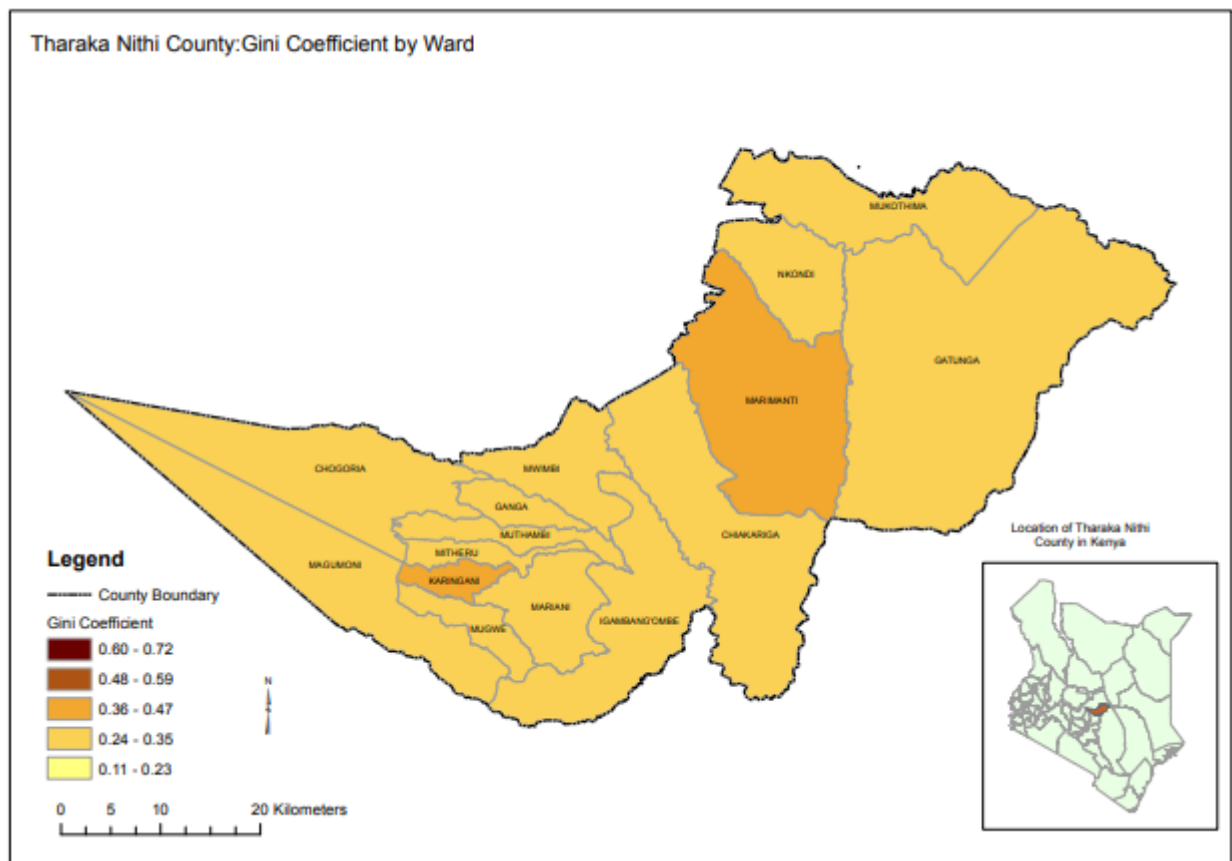 Tharaka Nithi County:Gini Coefficient by Ward
MUKOTHIMA
NKONDI
GATUNGA
MARIMANTI
CHOGORIA
MWIMBI
GANGA
MUTHAMBI
CHIAKARIGA
MITHERU
MAGUMONI
KARINGANI
MARIANI
IGAMBANG'OMBE
MUGWE
Location of Tharaka Nithi
County in Kenya
Legend
County Boundary
Gini Coefficient
0.60 - 0.72
0.48 - 0.59
0.36 - 0.47
0.24 - 0.35
0.11 - 0.23
N
0 5 10 20 Kilometers